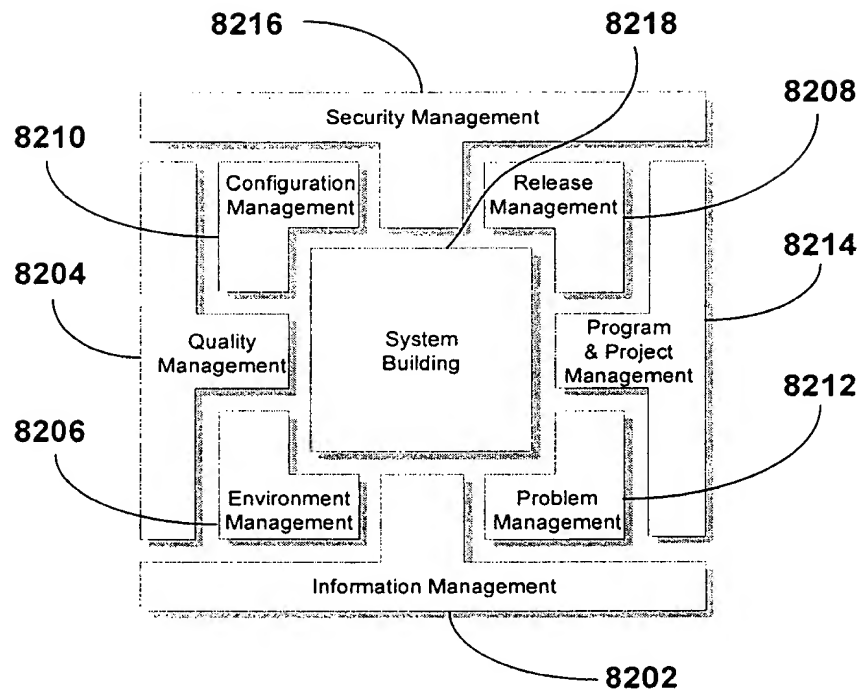 8216
8218
Security Management
8208
8210
Configuration
Management
Release
Management
8204
8214
Quality
Management
System
Building
Program
& Project
Management
8212
8206
Environment
Management
Problem
Management
Information Management
8202